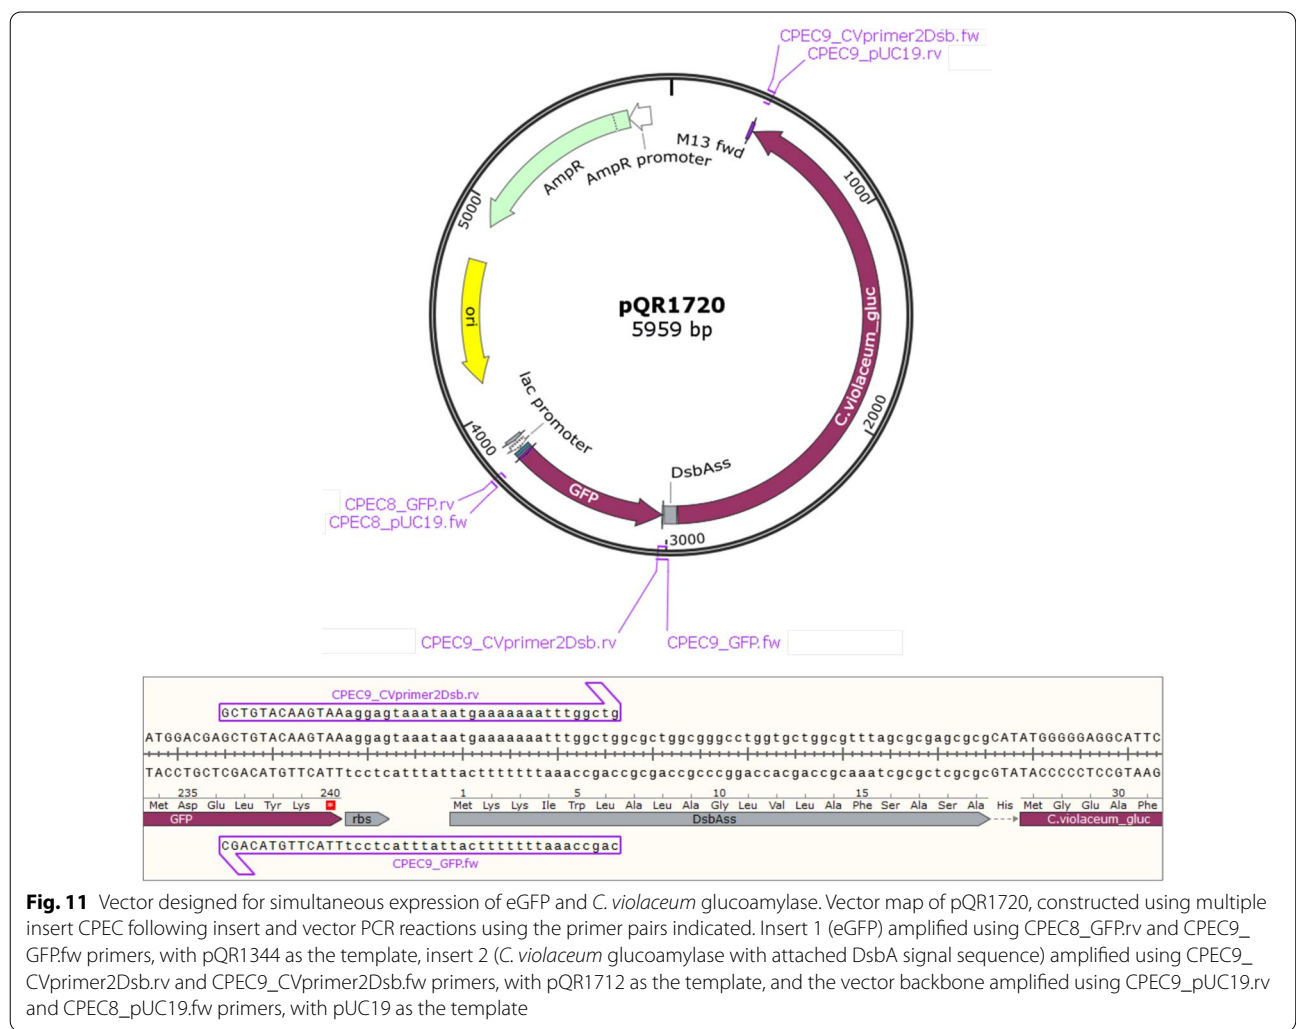 CPEC9_CVprimer2Dsb.fw
CPEC9_pUC19.rv
M13 fwd
AmpR promoter
AmpR
1000
5000
pQR1720
5959 bp
ori
C.violaceum_gluc
2000
lac promoter
4000
DsbAss
GFP
CPEC8_GFP.rv
CPEC8_pUC19.fw
3000
CPEC9_CVprimer2Dsb.rv
CPEC9_GFP.fw
CPEC9_CVprimer2Dsb.rv
GCTGTACAAGTAAaggagtaaataatgaaaaaaatttggctg
ATGGACGAGCTGTACAAGTAAaggagtaaataatgaaaaaaatttggctggcgctggcgggcctggtgctggcgtttagcgcgagcgcgCATATGGGGGAGGCATTC
TACCTGCTCGACATGTTCATTtcctcatttattactttttttaaaccgaccgcgaccgcccggaccacgaccgcaaatcgcgctcgcgcGTATACCCCCTCCGTAAG
235 240 1 5 10 15 30
Met Asp Glu Leu Tyr Lys * Met Lys Lys Ile Trp Leu Ala Leu Ala Gly Leu Val Leu Ala Phe Ser Ala Ser Ala His Met Gly Glu Ala Phe
GFP rbs DsbAss C.violaceum_gluc
CGACATGTTCATTtcctcatttattactttttttaaaccgac
CPEC9_GFP.fw
Fig. 11 Vector designed for simultaneous expression of eGFP and C. violaceum glucoamylase. Vector map of pQR1720, constructed using multiple
insert CPEC following insert and vector PCR reactions using the primer pairs indicated. Insert 1 (eGFP) amplified using CPEC8_GFP.rv and CPEC9_
GFP.fw primers, with pQR1344 as the template, insert 2 (C. violaceum glucoamylase with attached DsbA signal sequence) amplified using CPEC9_
CVprimer2Dsb.rv and CPEC9_CVprimer2Dsb.fw primers, with pQR1712 as the template, and the vector backbone amplified using CPEC9_pUC19.rv
and CPEC8_pUC19.fw primers, with pUC19 as the template